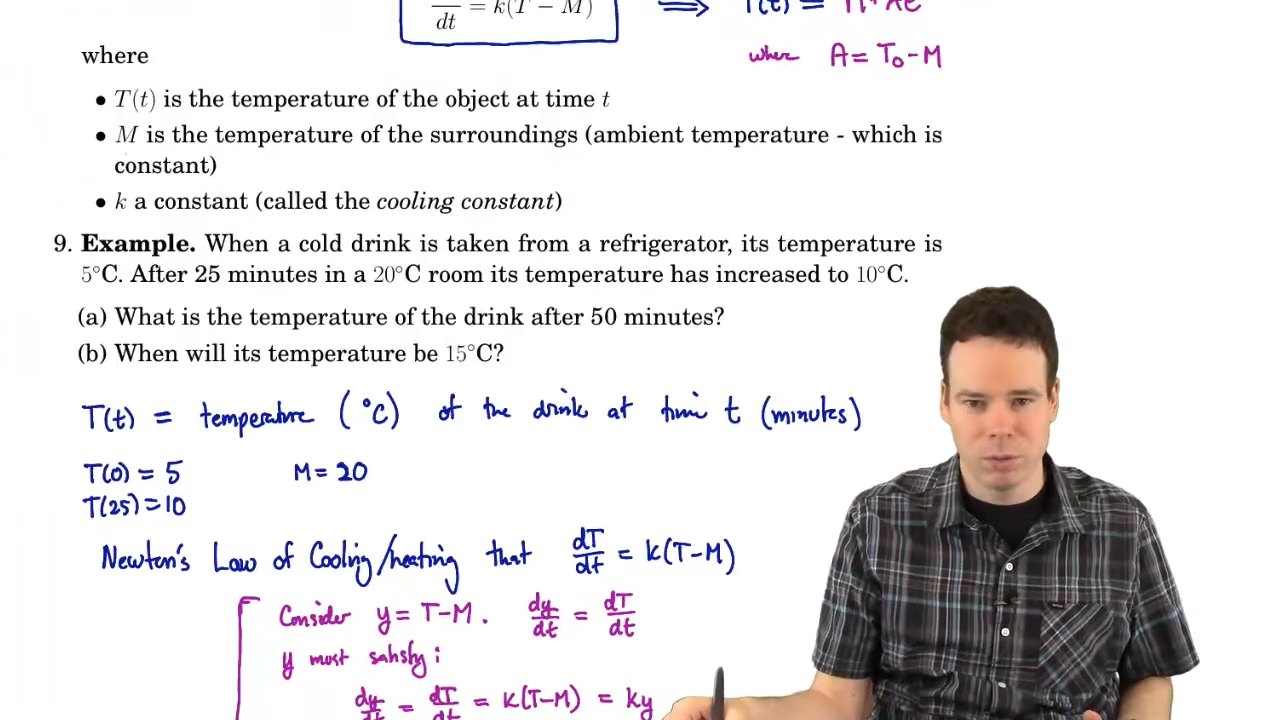 dt = k(T − M) ⟹ T(t) = M + Ae
where A = T₀ − M
where
• T(t) is the temperature of the object at time t
• M is the temperature of the surroundings (ambient temperature - which is
constant)
• k a constant (called the cooling constant)
9. Example. When a cold drink is taken from a refrigerator, its temperature is
5°C. After 25 minutes in a 20°C room its temperature has increased to 10°C.
(a) What is the temperature of the drink after 50 minutes?
(b) When will its temperature be 15°C?
T(t) = temperature (°C) of the drink at time t (minutes)
T(0) = 5 M = 20
T(25) = 10
Newton's Law of Cooling/heating that dT/dt = k(T−M)
Consider y = T−M. dy/dt = dT/dt
y must satisfy:
dy/dt = dT/dt = k(T−M) = ky